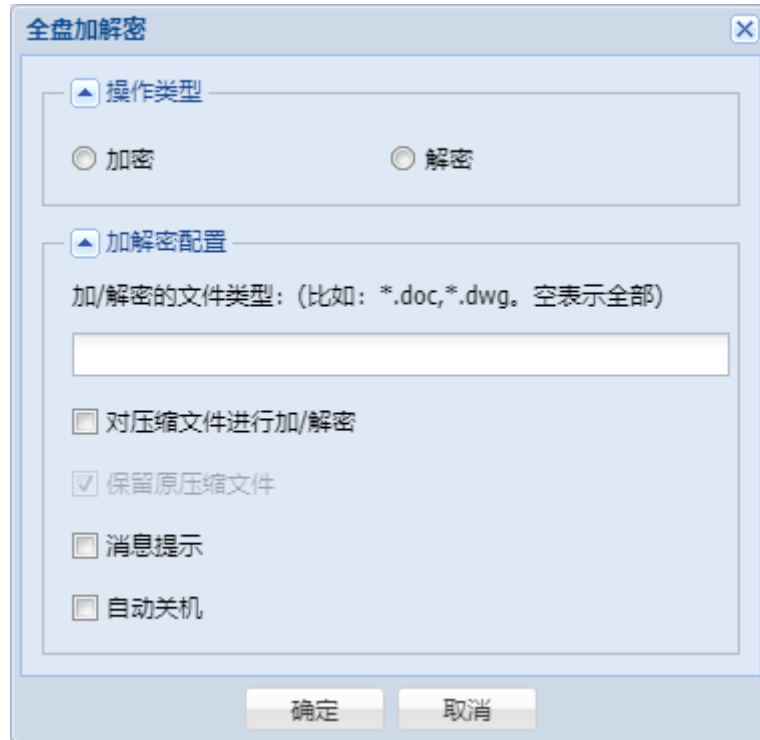 全盘加解密
操作类型
加密 解密
加解密配置
加/解密的文件类型：(比如：*.doc,*.dwg。空表示全部)
对压缩文件进行加/解密
保留原压缩文件
消息提示
自动关机
确定 取消